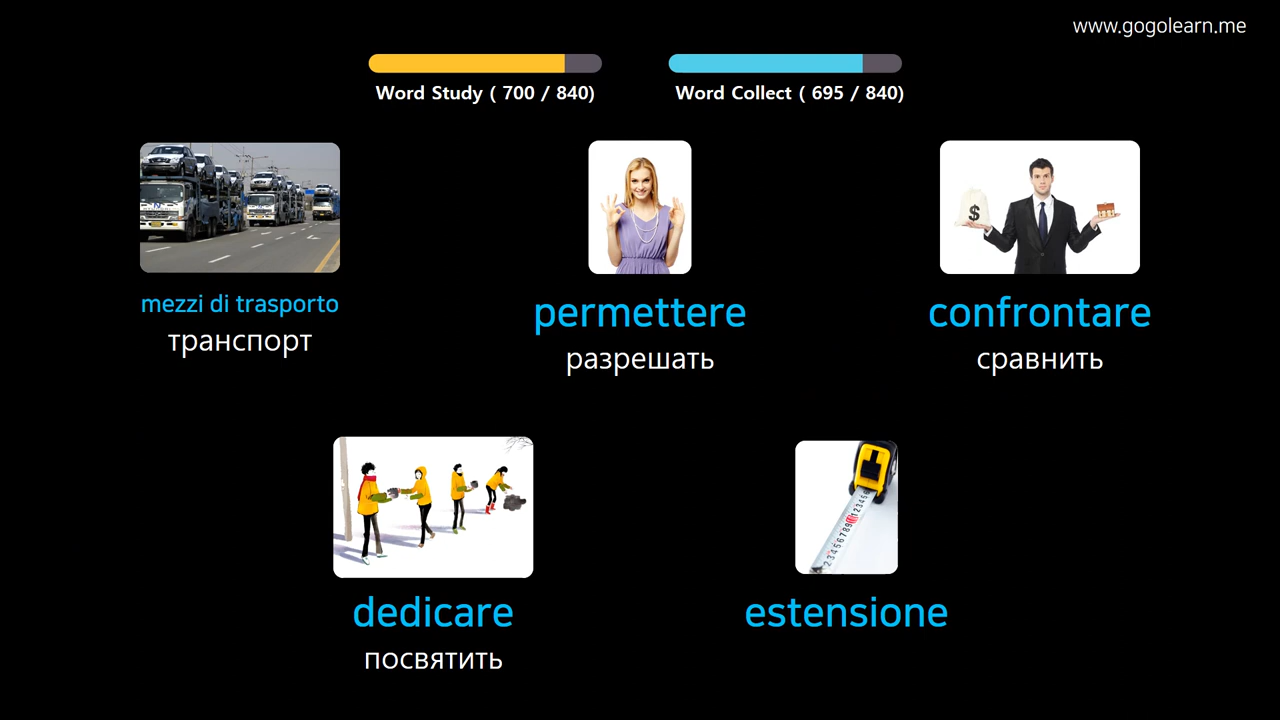 www.gogolearn.me
Word Study ( 700 / 840)
Word Collect ( 695 / 840)
mezzi di trasporto
транспорт
permettere
разрешать
confrontare
сравнить
dedicare
посвятить
estensione